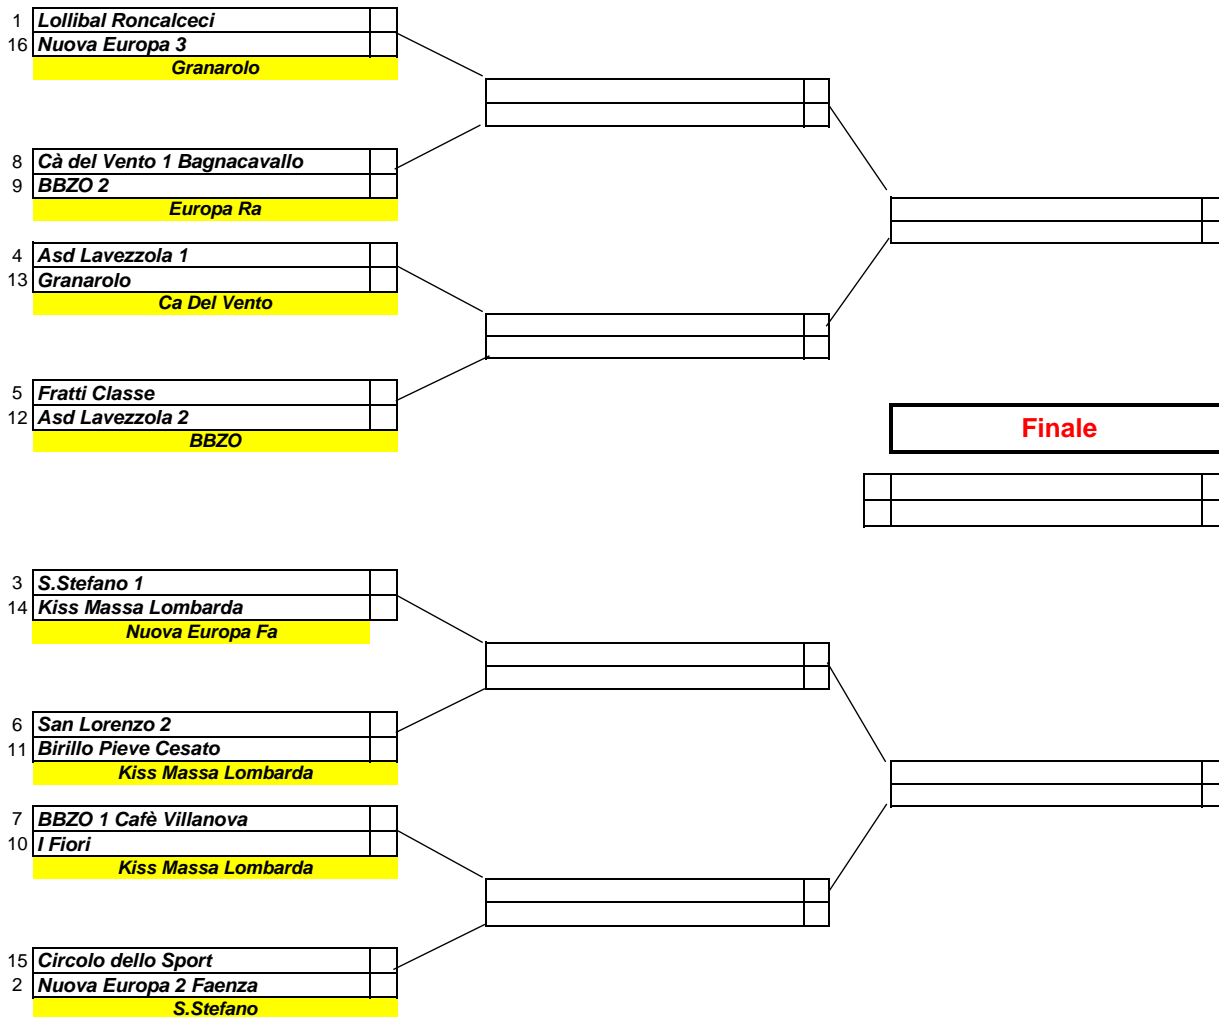 1 Lollibal Roncalceci
16 Nuova Europa 3
Granarolo
8 Cà del Vento 1 Bagnacavallo
9 BBZO 2
Europa Ra
4 Asd Lavezzola 1
13 Granarolo
Ca Del Vento
5 Fratti Classe
12 Asd Lavezzola 2
BBZO
Finale
3 S.Stefano 1
14 Kiss Massa Lombarda
Nuova Europa Fa
6 San Lorenzo 2
11 Birillo Pieve Cesato
Kiss Massa Lombarda
7 BBZO 1 Cafè Villanova
10 I Fiori
Kiss Massa Lombarda
15 Circolo dello Sport
2 Nuova Europa 2 Faenza
S.Stefano